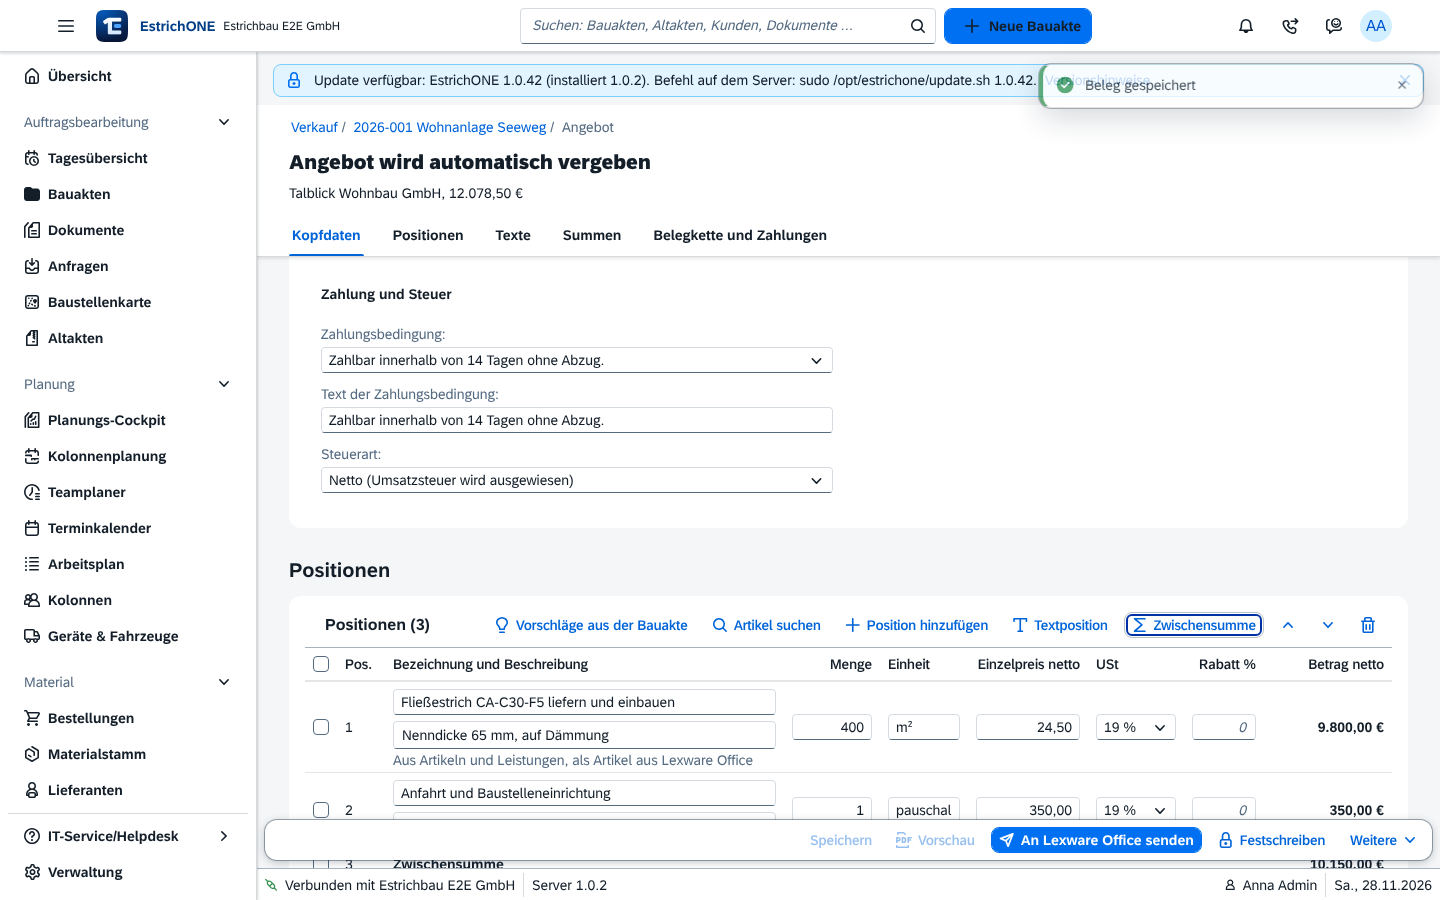 EstrichONE Estrichbau E2E GmbH
Suchen: Bauakten, Altakten, Kunden, Dokumente ...
Neue Bauakte
AA
Übersicht
Auftragsbearbeitung
Tagesübersicht
Bauakten
Dokumente
Anfragen
Baustellenkarte
Altakten
Planung
Planungs-Cockpit
Kolonnenplanung
Teamplaner
Terminkalender
Arbeitsplan
Kolonnen
Geräte & Fahrzeuge
Material
Bestellungen
Materialstamm
Lieferanten
IT-Service/Helpdesk
Verwaltung
Update verfügbar: EstrichONE 1.0.42 (installiert 1.0.2). Befehl auf dem Server: sudo /opt/estrichone/update.sh 1.0.42. Versionshinweise
Beleg gespeichert
Verkauf / 2026-001 Wohnanlage Seeweg / Angebot
Angebot wird automatisch vergeben
Talblick Wohnbau GmbH, 12.078,50 €
Kopfdaten Positionen Texte Summen Belegkette und Zahlungen
Zahlung und Steuer
Zahlungsbedingung:
Zahlbar innerhalb von 14 Tagen ohne Abzug.
Text der Zahlungsbedingung:
Zahlbar innerhalb von 14 Tagen ohne Abzug.
Steuerart:
Netto (Umsatzsteuer wird ausgewiesen)
Positionen
Positionen (3) Vorschläge aus der Bauakte Artikel suchen Position hinzufügen Textposition Zwischensumme
Pos. Bezeichnung und Beschreibung Menge Einheit Einzelpreis netto USt Rabatt % Betrag netto
Fließestrich CA-C30-F5 liefern und einbauen
1 400 m² 24,50 19 % 0 9.800,00 €
Nenndicke 65 mm, auf Dämmung
Aus Artikeln und Leistungen, als Artikel aus Lexware Office
Anfahrt und Baustelleneinrichtung
2 1 pauschal 350,00 19 % 0 350,00 €
Speichern PDF Vorschau An Lexware Office senden Festschreiben Weitere
3 Zwischensumme 10.150,00 €
Verbunden mit Estrichbau E2E GmbH Server 1.0.2 Anna Admin Sa., 28.11.2026